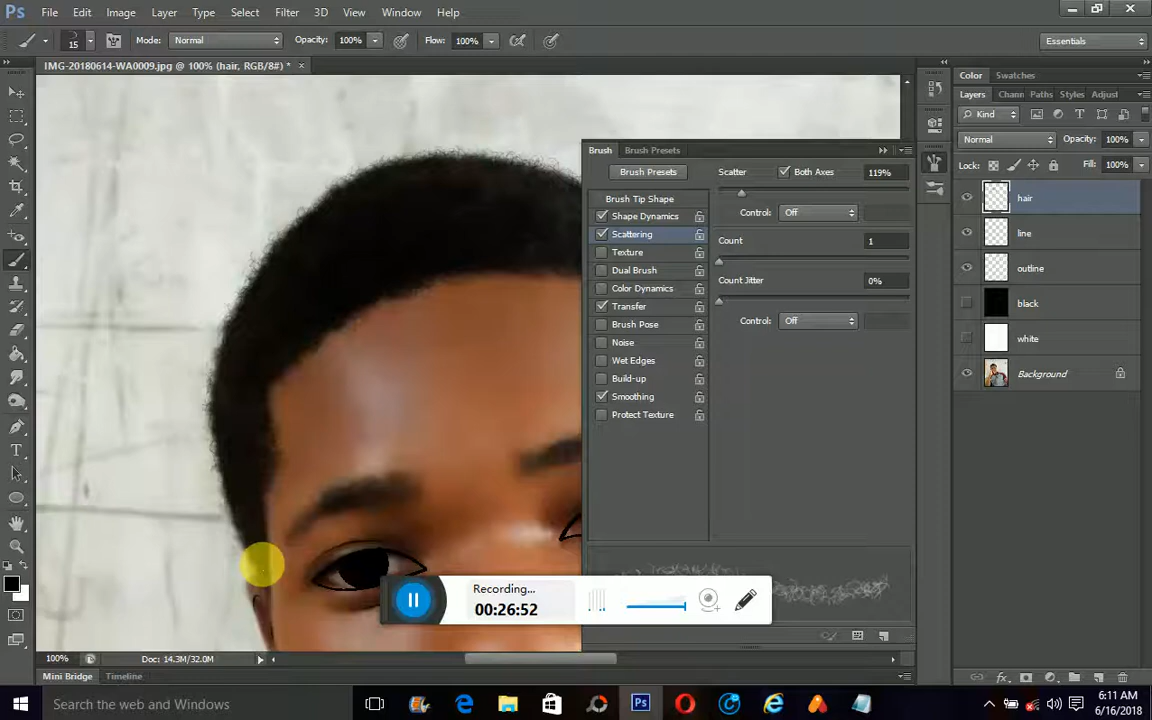 Ps File Edit Image Layer Type Select Filter 3D View Window Help
15 Mode: Normal Opacity: 100% Flow: 100% Essentials
IMG-20180614-WA0009.jpg @ 100% (hair, RGB/8#) * ×
Color Swatches
Layers Chann Paths Styles Adjust
Kind
Normal Opacity: 100%
Lock: Fill: 100%
hair
line
outline
black
white
Background
Brush Brush Presets
Brush Presets
Brush Tip Shape
Shape Dynamics
Scattering
Texture
Dual Brush
Color Dynamics
Transfer
Brush Pose
Noise
Wet Edges
Build-up
Smoothing
Protect Texture
Scatter Both Axes 119%
Control: Off
Count 1
Count Jitter 0%
Control: Off
Recording...
00:26:52
100% Doc: 14.3M/32.0M
Mini Bridge Timeline
Search the web and Windows
6:11 AM
6/16/2018